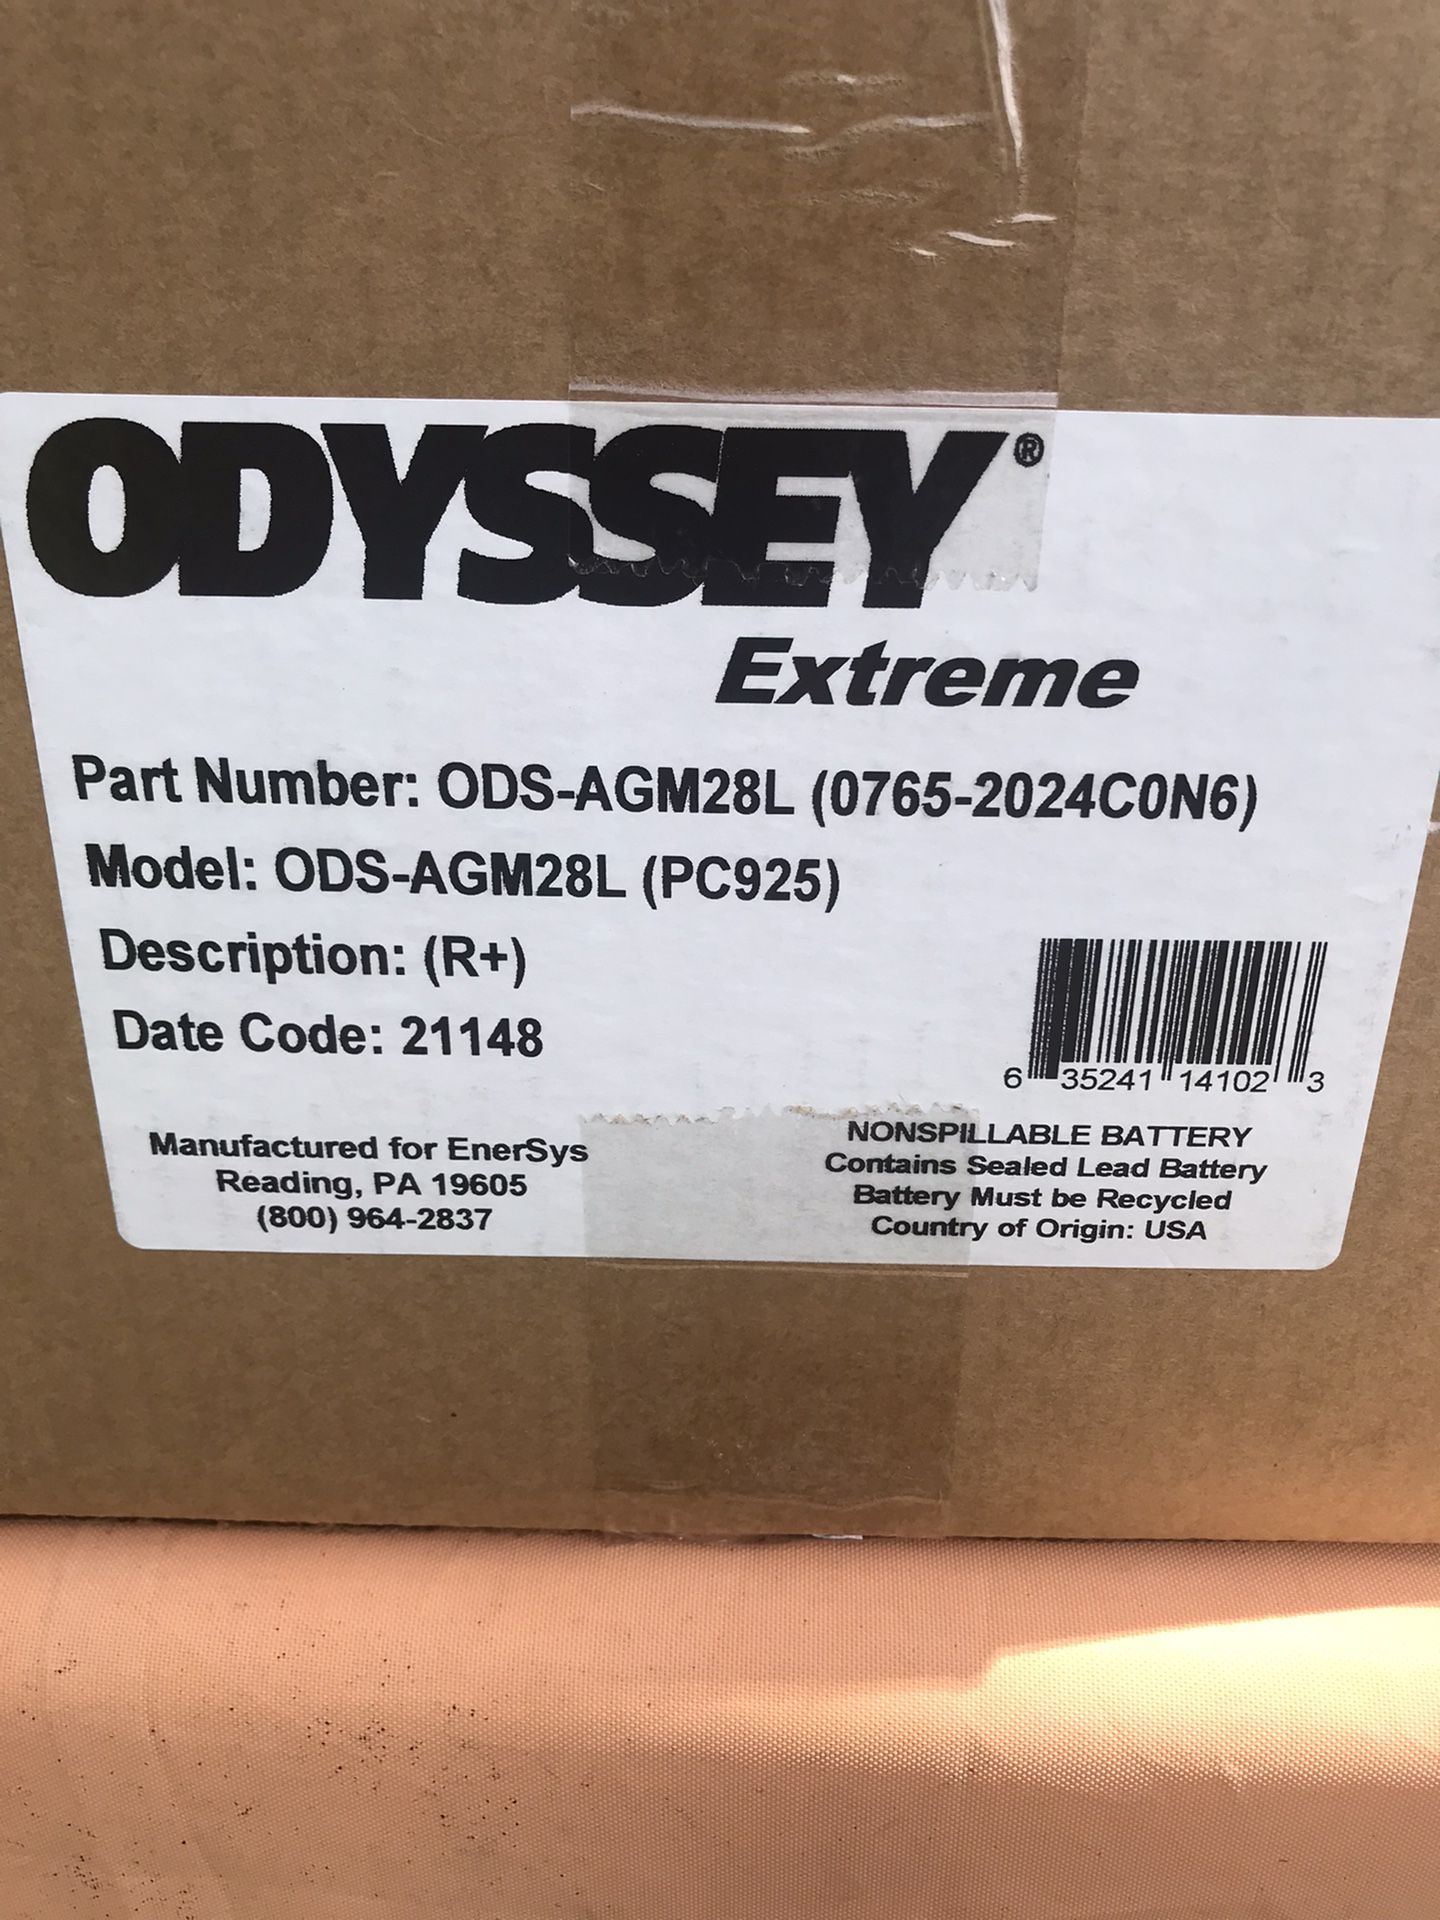 ODYSSEY®
Extreme
Part Number: ODS-AGM28L (0765-2024C0N6)
Model: ODS-AGM28L (PC925)
Description: (R+)
Date Code: 21148
6 35241 14102 3
Manufactured for EnerSys
Reading, PA 19605
(800) 964-2837
NONSPILLABLE BATTERY
Contains Sealed Lead Battery
Battery Must be Recycled
Country of Origin: USA